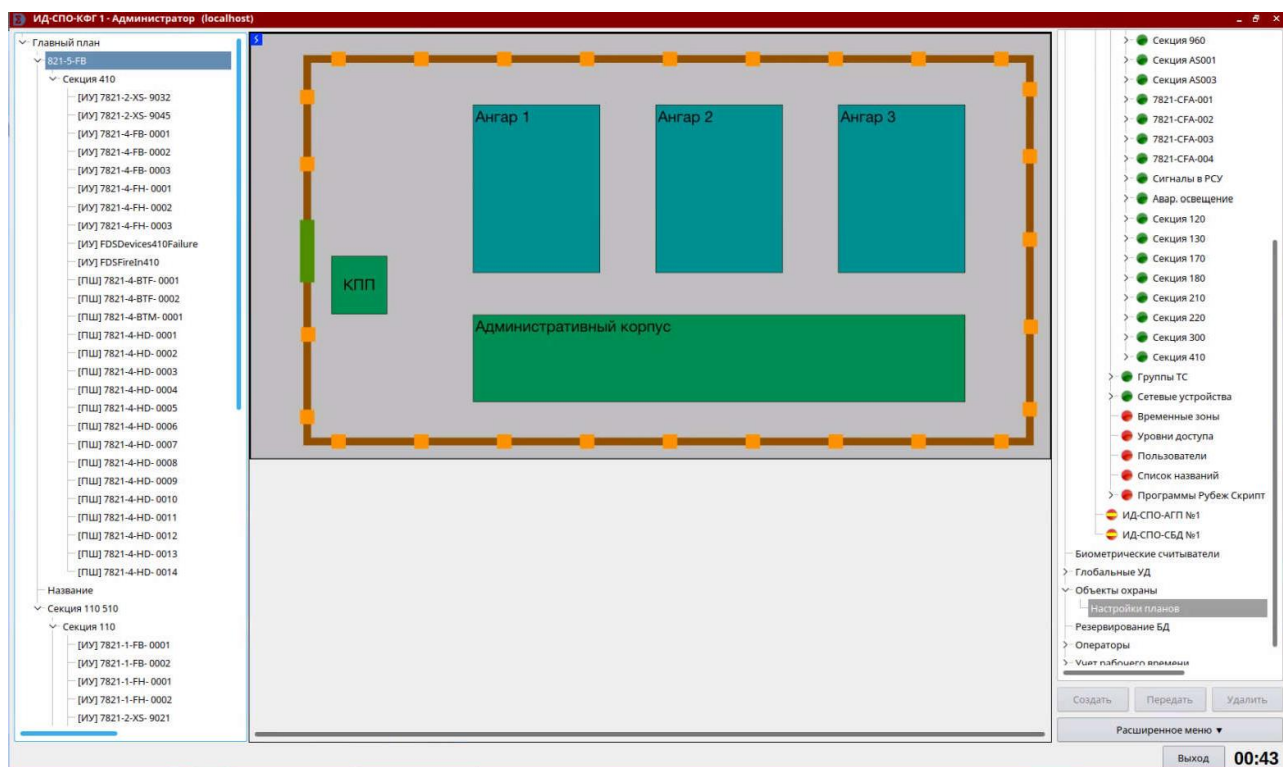 ИД-СПО-КФГ 1 - Администратор (localhost)
Главный план
821-5-FB
Секция 410
[ИУ] 7821-2-XS- 9032
[ИУ] 7821-2-XS- 9045
[ИУ] 7821-4-FB- 0001
[ИУ] 7821-4-FB- 0002
[ИУ] 7821-4-FB- 0003
[ИУ] 7821-4-FH- 0001
[ИУ] 7821-4-FH- 0002
[ИУ] 7821-4-FH- 0003
[ИУ] FDSDevices410Failure
[ИУ] FDSFireIn410
[ПШ] 7821-4-BTF- 0001
[ПШ] 7821-4-BTF- 0002
[ПШ] 7821-4-BTM- 0001
[ПШ] 7821-4-HD- 0001
[ПШ] 7821-4-HD- 0002
[ПШ] 7821-4-HD- 0003
[ПШ] 7821-4-HD- 0004
[ПШ] 7821-4-HD- 0005
[ПШ] 7821-4-HD- 0006
[ПШ] 7821-4-HD- 0007
[ПШ] 7821-4-HD- 0008
[ПШ] 7821-4-HD- 0009
[ПШ] 7821-4-HD- 0010
[ПШ] 7821-4-HD- 0011
[ПШ] 7821-4-HD- 0012
[ПШ] 7821-4-HD- 0013
[ПШ] 7821-4-HD- 0014
Название
Секция 110 510
Секция 110
[ИУ] 7821-1-FB- 0001
[ИУ] 7821-1-FB- 0002
[ИУ] 7821-1-FH- 0001
[ИУ] 7821-1-FH- 0002
[ИУ] 7821-2-XS- 9021
Ангар 1
Ангар 2
Ангар 3
КПП
Административный корпус
Секция 960
Секция AS001
Секция AS003
7821-CFA-001
7821-CFA-002
7821-CFA-003
7821-CFA-004
Сигналы в РСУ
Авар. освещение
Секция 120
Секция 130
Секция 170
Секция 180
Секция 210
Секция 220
Секция 300
Секция 410
Группы ТС
Сетевые устройства
Временные зоны
Уровни доступа
Пользователи
Список названий
Программы Рубеж Скрипт
ИД-СПО-АГП №1
ИД-СПО-СБД №1
Биометрические считыватели
Глобальные УД
Объекты охраны
Настройки планов
Резервирование БД
Операторы
Учет рабочего времени
Создать
Передать
Удалить
Расширенное меню ▼
Выход
00:43